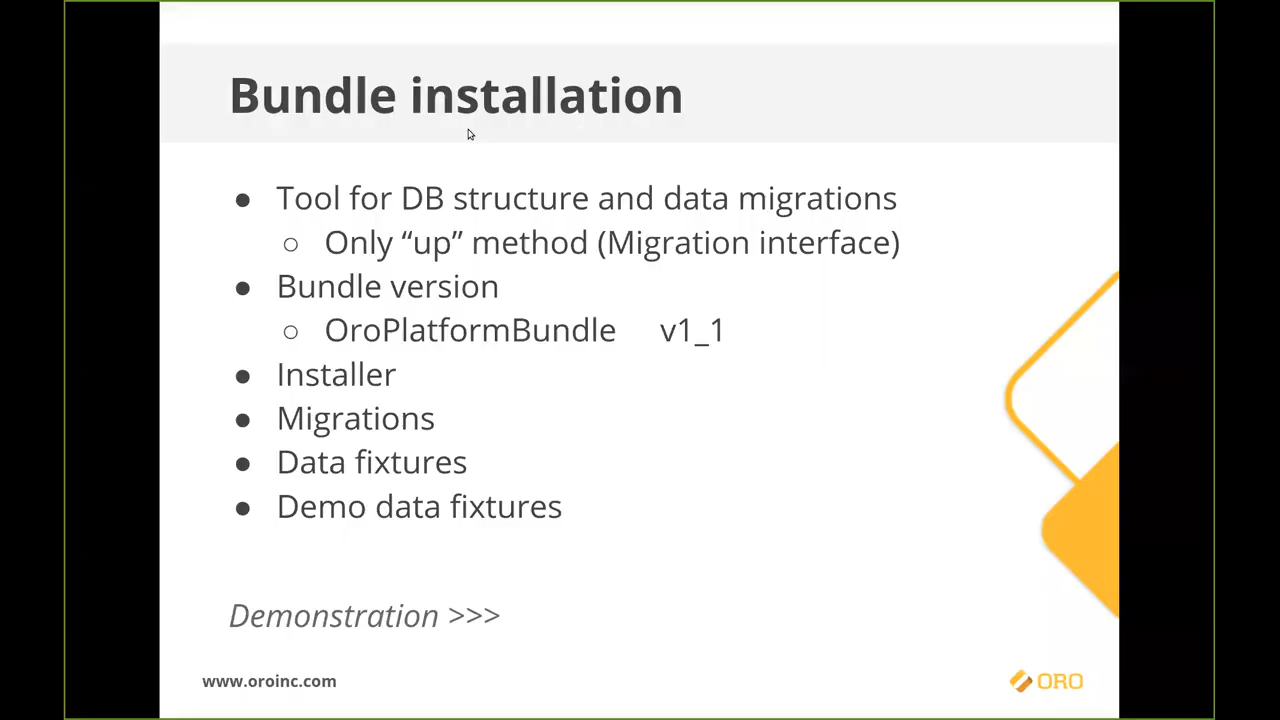 Bundle installation
● Tool for DB structure and data migrations
○ Only “up” method (Migration interface)
● Bundle version
○ OroPlatformBundle v1_1
● Installer
● Migrations
● Data fixtures
● Demo data fixtures
Demonstration >>>
www.oroinc.com
ORO